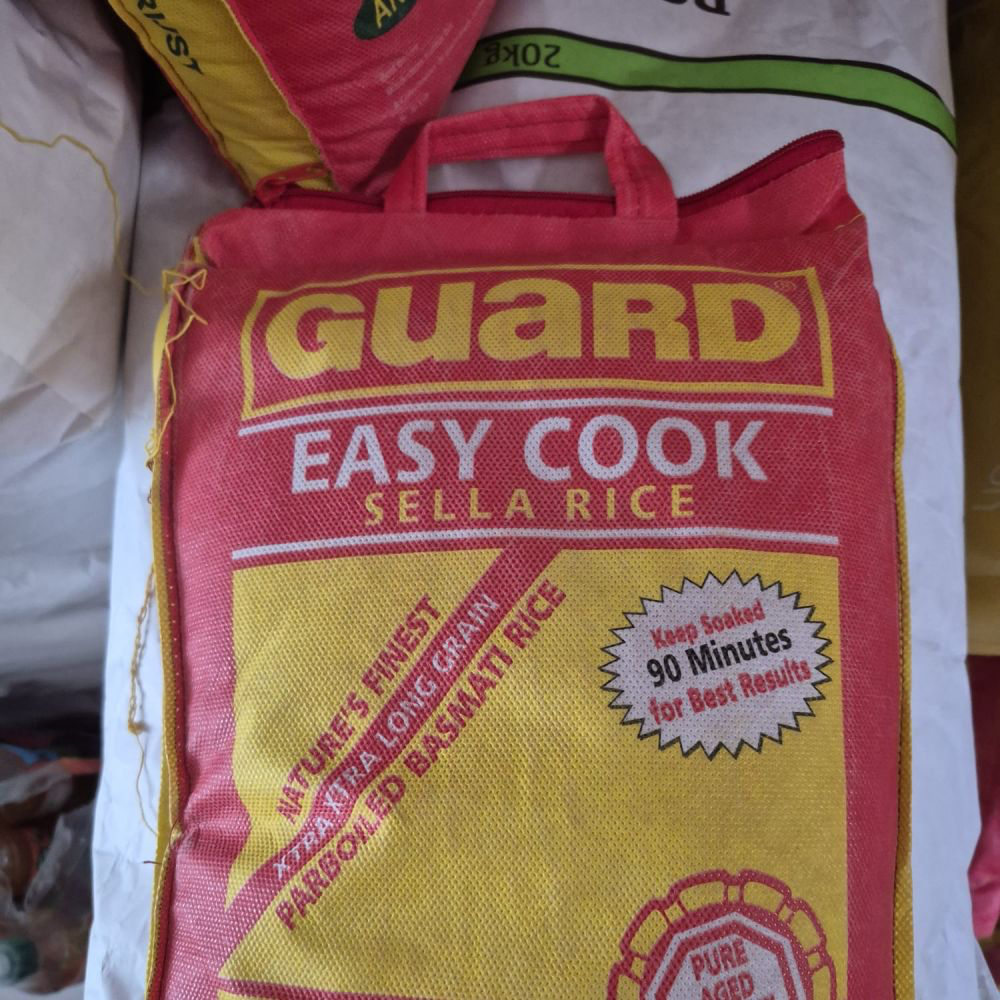 20kg
GUARD
EASY COOK
SELLA RICE
NATURE'S FINEST
XTRA XTRA LONG GRAIN
PARBOILED BASMATI RICE
Keep Soaked
90 Minutes
for Best Results
PURE
AGED